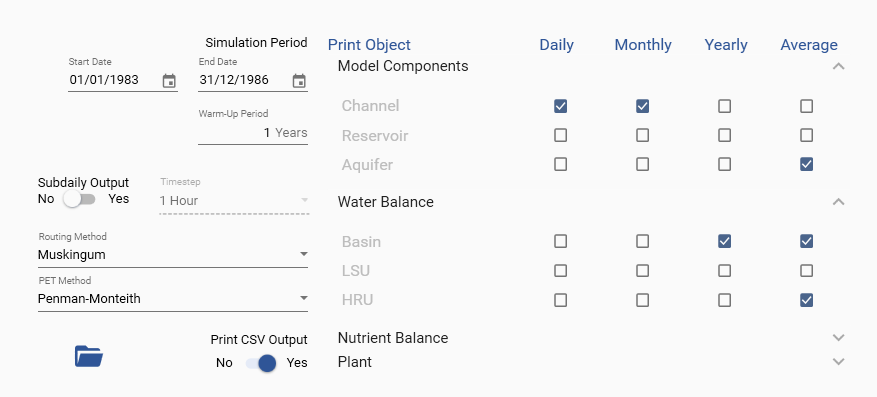 Simulation Period
Start Date
End Date
01/01/1983
31/12/1986
Warm-Up Period
1 Years
Subdaily Output
No Yes
Timestep
1 Hour
Routing Method
Muskingum
PET Method
Penman-Monteith
Print CSV Output
No Yes
Print Object Daily Monthly Yearly Average
Model Components
Channel
Reservoir
Aquifer
Water Balance
Basin
LSU
HRU
Nutrient Balance
Plant